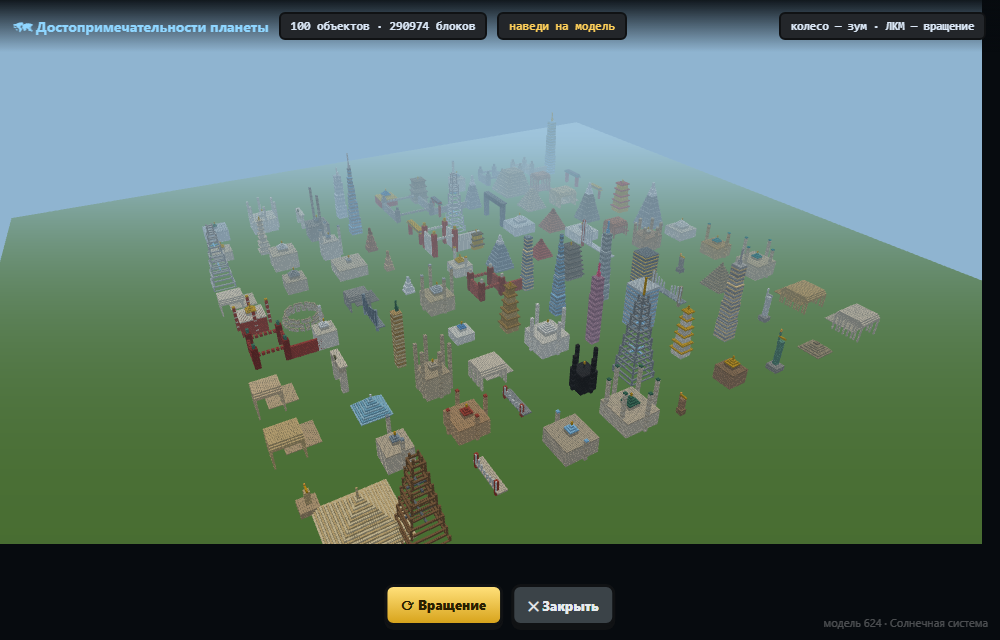 🗺 Достопримечательности планеты
100 объектов · 290974 блоков
наведи на модель
колесо — зум · ЛКМ — вращение
⟳ Вращение
✕ Закрыть
модель 624 · Солнечная система